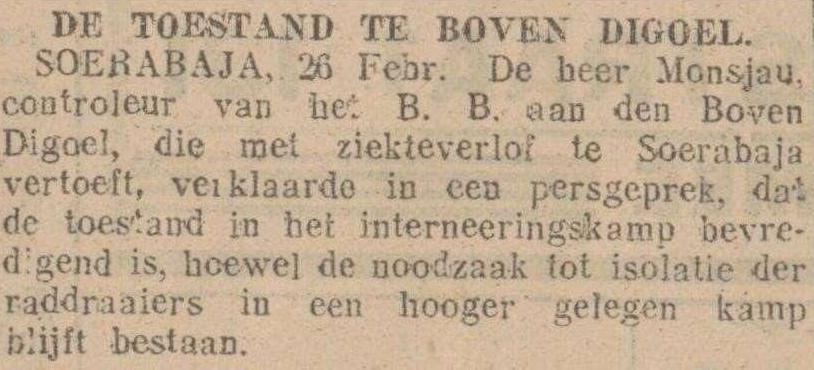 DE TOESTAND TE BOVEN DIGOEL.
SOERABAJA, 26 Febr. De heer Monsjau,
controleur van het B. B. aan den Boven
Digoel, die met ziekteverlof te Soerabaja
vertoeft, verklaarde in een persgeprek, dat
de toestand in het interneeringskamp bevre-
digend is, hoewel de noodzaak tot isolatie der
raddraaiers in een hooger gelegen kamp
blijft bestaan.